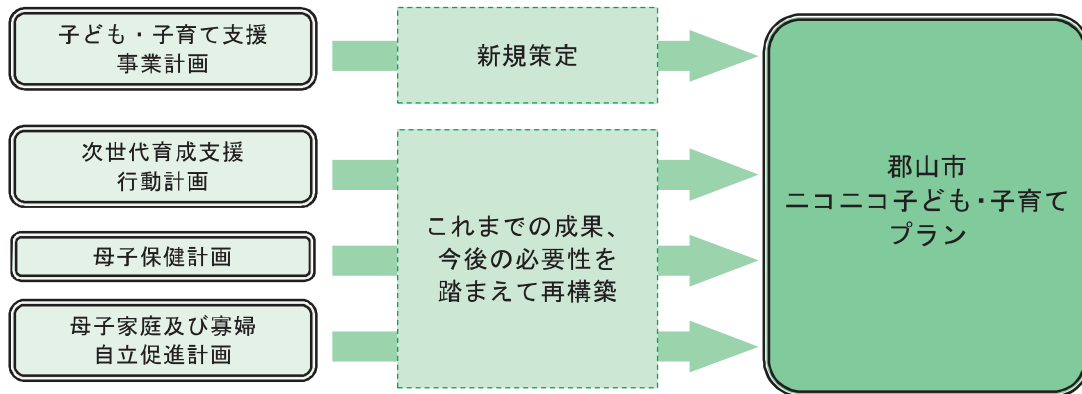 子ども・子育て支援
事業計画
新規策定
次世代育成支援
行動計画
母子保健計画
母子家庭及び寡婦
自立促進計画
これまでの成果、
今後の必要性を
踏まえて再構築
郡山市
ニコニコ子ども・子育て
プラン